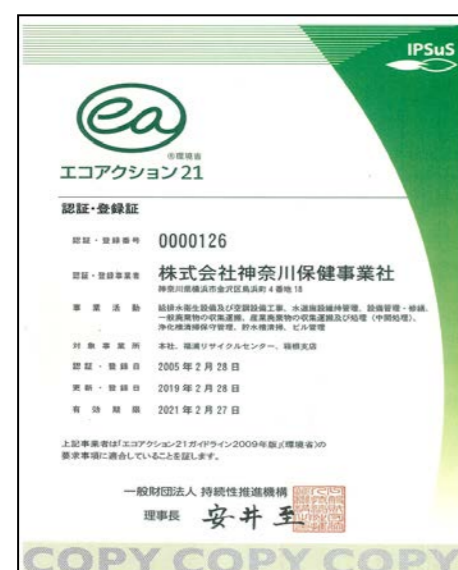 IPSuS
ea
®環境省
エコアクション21
認証・登録証
認証・登録番号 0000126
認証・登録事業者 株式会社神奈川保健事業社
神奈川県横浜市金沢区鳥浜町4番地18
事業活動 給排水衛生設備及び空調設備工事、水道施設維持管理、設備管理・修繕、
一般廃棄物の収集運搬、産業廃棄物の収集運搬及び処理(中間処理)、
浄化槽清掃保守管理、貯水槽清掃、ビル管理
対象事業所 本社、福浦リサイクルセンター、箱根支店
認証・登録日 2005年2月28日
更新・登録日 2019年2月28日
有効期限 2021年2月27日
上記事業者は「エコアクション21ガイドライン2009年版」(環境省)の
要求事項に適合していることを証します。
一般財団法人 持続性推進機構
理事長 安井至
COPY COPY COPY